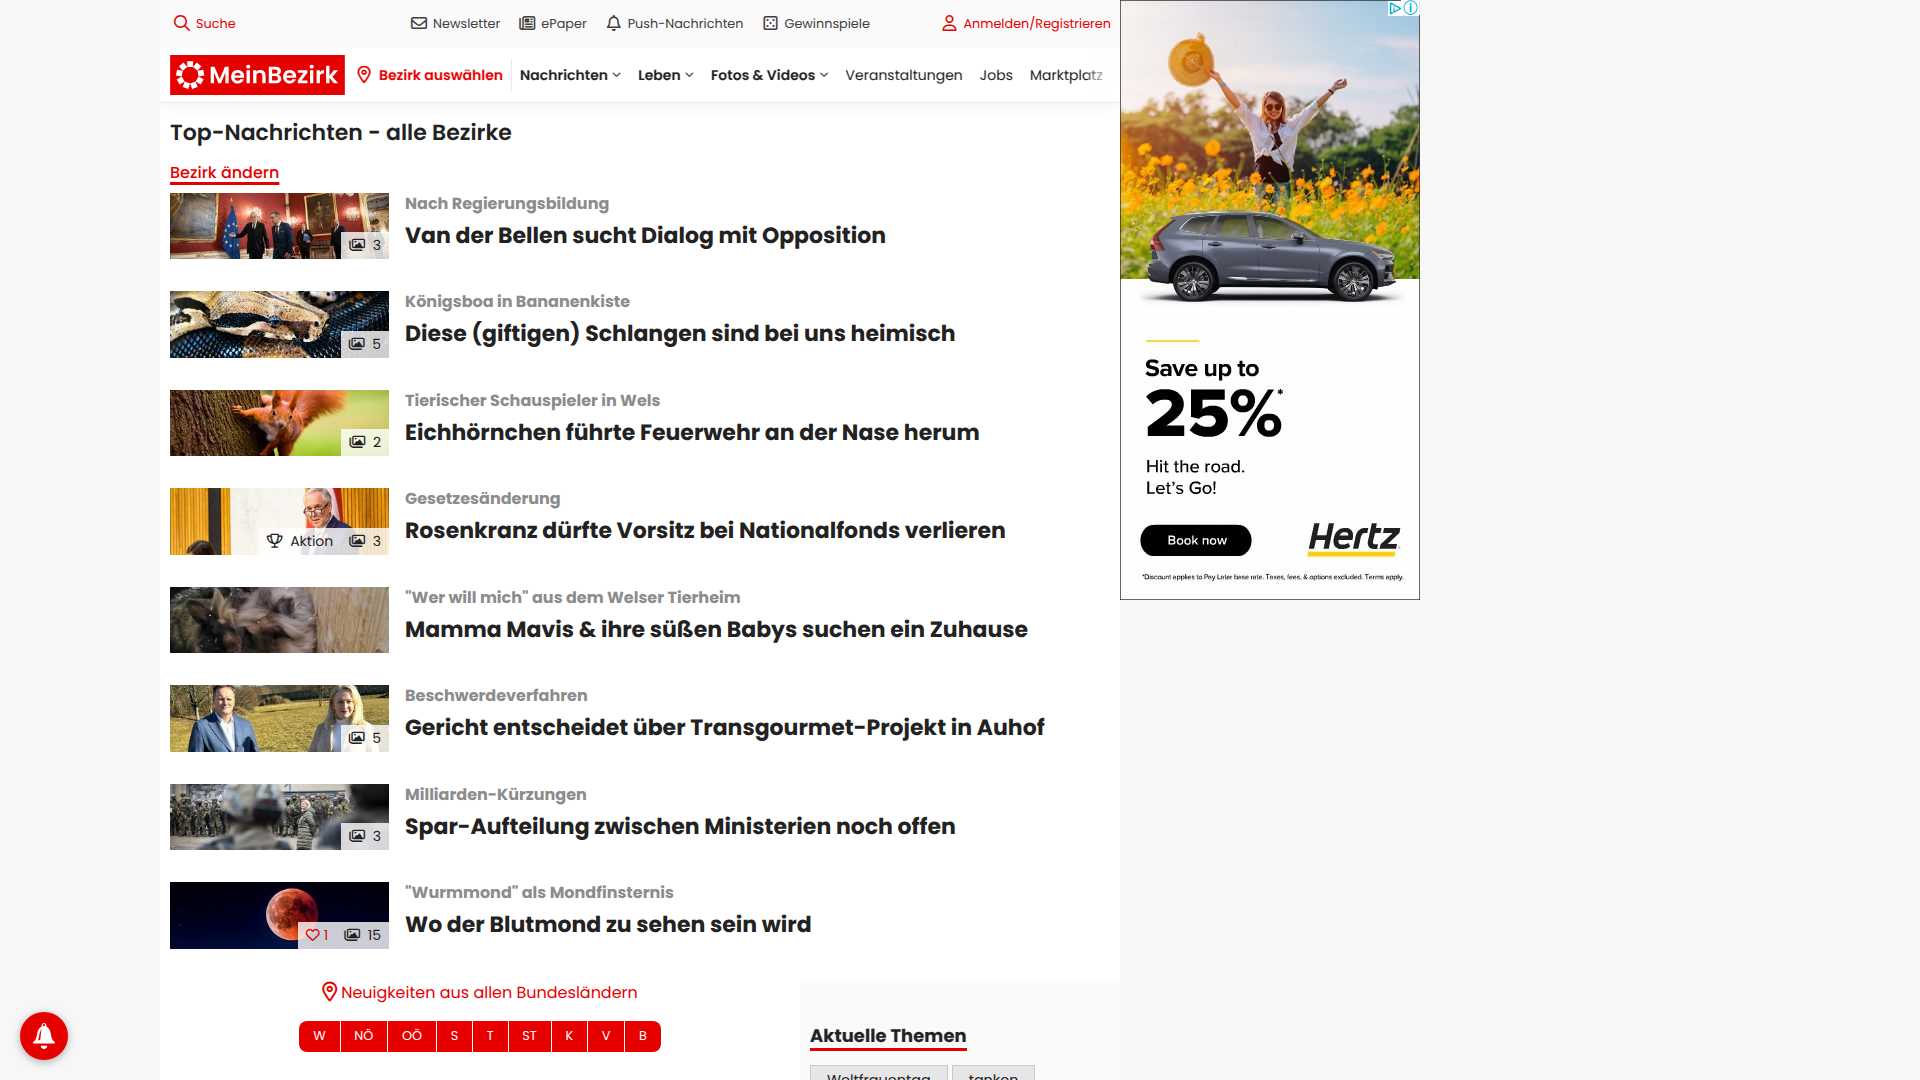 Suche
Newsletter
ePaper
Push-Nachrichten
Gewinnspiele
Anmelden/Registrieren
MeinBezirk
Bezirk auswählen
Nachrichten
Leben
Fotos & Videos
Veranstaltungen
Jobs
Marktplatz
Top-Nachrichten - alle Bezirke
Bezirk ändern
3
Nach Regierungsbildung
Van der Bellen sucht Dialog mit Opposition
5
Königsboa in Bananenkiste
Diese (giftigen) Schlangen sind bei uns heimisch
2
Tierischer Schauspieler in Wels
Eichhörnchen führte Feuerwehr an der Nase herum
Aktion 3
Gesetzesänderung
Rosenkranz dürfte Vorsitz bei Nationalfonds verlieren
"Wer will mich" aus dem Welser Tierheim
Mamma Mavis & ihre süßen Babys suchen ein Zuhause
5
Beschwerdeverfahren
Gericht entscheidet über Transgourmet-Projekt in Auhof
3
Milliarden-Kürzungen
Spar-Aufteilung zwischen Ministerien noch offen
1 15
"Wurmmond" als Mondfinsternis
Wo der Blutmond zu sehen sein wird
Neuigkeiten aus allen Bundesländern
W NÖ OÖ S T ST K V B
Aktuelle Themen
Weltfrauentag tanken
Save up to
25%*
Hit the road.
Let's Go!
Book now
Hertz
*Discount applies to Pay Later base rate. Taxes, fees, & options excluded. Terms apply.